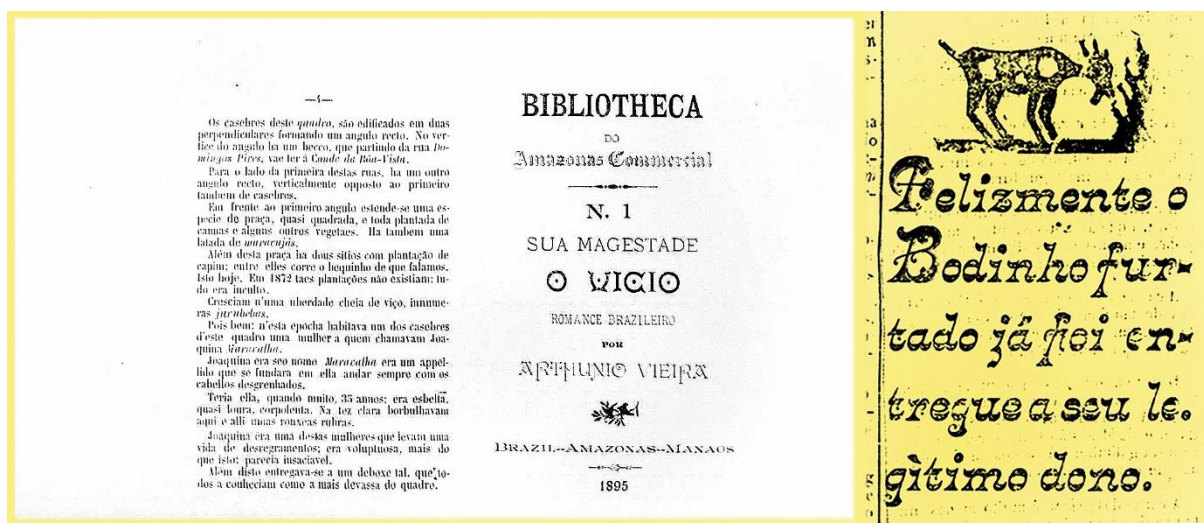 —4—
Os casebres deste quadro, são edificados em duas
perpendiculares formando um angulo recto. No ver-
tice do angulo ha um becco, que partindo da rua Do-
mingos Pires, vae ter á Conde da Bôa-Vista.
Para o lado da primeira destas ruas, ha um outro
angulo recto, verticalmente opposto ao primeiro
tambem de casebres.
Em frente ao primeiro angulo estende-se uma es-
pecie de praça, quasi quadrada, e toda plantada de
cannas e alguns outros vegetaes. Ha tambem uma
latada de maracujás.
Além desta praça ha dous sitios com plantação de
capim; entre elles corre o bequinho de que falamos.
Isto hoje. Em 1872 taes plantações não existiam: tu-
do era inculto.
Cresciam n'uma uberdade cheia de viço, innume-
ras jurubebas.
Pois bem: n'esta epocha habitava um dos casebres
d'este quadro uma mulher a quem chamavam Joa-
quina Maracalha.
Joaquina era seo nome Maracalha era um appel-
lido que se fundara em ella andar sempre com os
cabellos desgrenhados.
Teria ella, quando muito, 35 annos; era esbelta,
quasi loura, corpolenta. Na tez clara borbulhavam
aqui e alli umas rouxeas rubras.
Joaquina era uma destas mulheres que levam uma
vida de desregramentos; era voluptuosa, mais do
que isto: parecia insaciavel.
Além disto entregava-se a um deboxe tal, que to-
dos a conheciam como a mais devassa do quadro.
BIBLIOTHECA
DO
Amazonas Commercial
N. 1
SUA MAGESTADE
O VICIO
ROMANCE BRAZILEIRO
POR
ARTHUNIO VIEIRA
BRAZIL--AMAZONAS--MANAOS
1895
Felizmente o
Bodinho fur-
tado já foi en-
tregue a seu le.
gitimo dono.